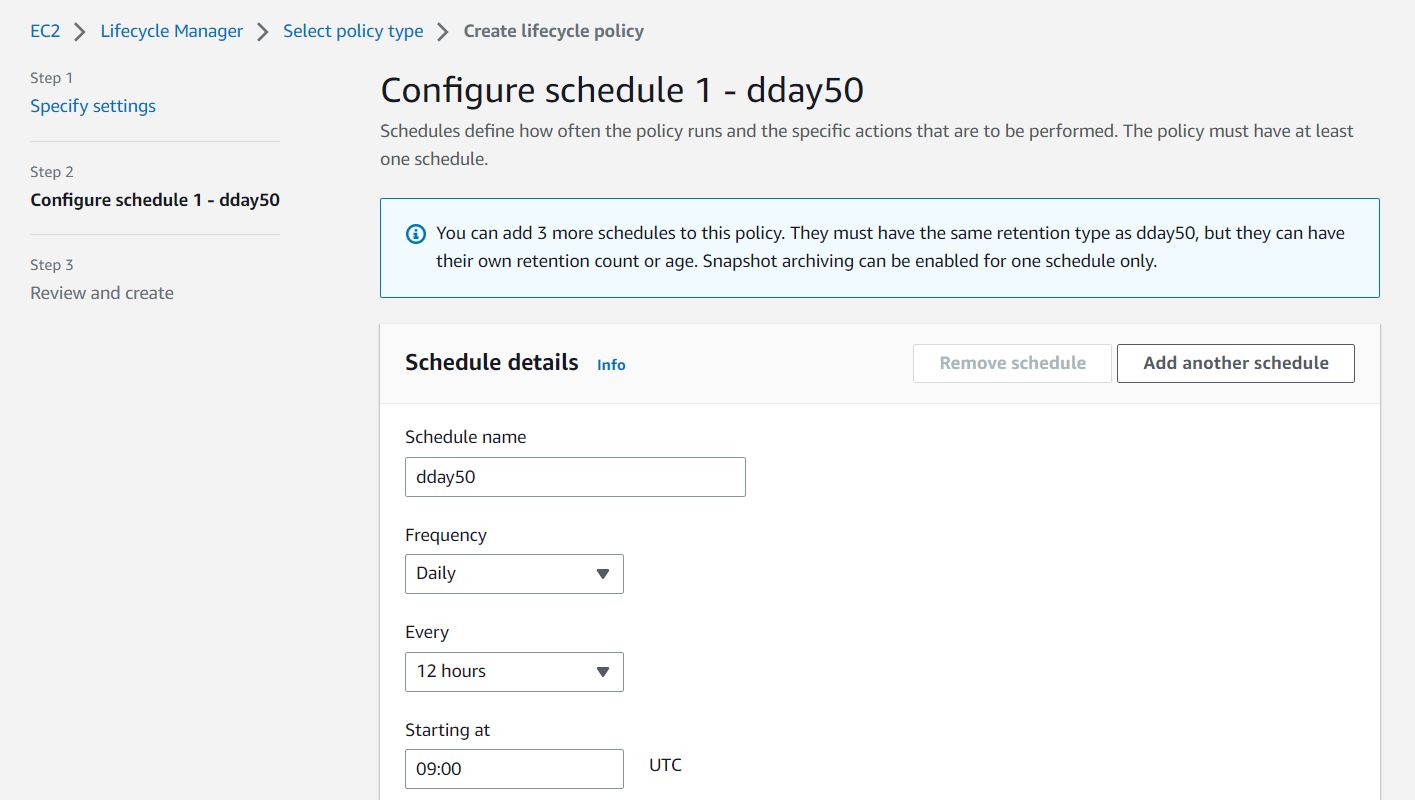 EC2 Lifecycle Manager Select policy type Create lifecycle policy
Step 1
Specify settings
Step 2
Configure schedule 1 - dday50
Step 3
Review and create
Configure schedule 1 - dday50
Schedules define how often the policy runs and the specific actions that are to be performed. The policy must have at least
one schedule.
You can add 3 more schedules to this policy. They must have the same retention type as dday50, but they can have
their own retention count or age. Snapshot archiving can be enabled for one schedule only.
Schedule details Info Remove schedule Add another schedule
Schedule name
dday50
Frequency
Daily
Every
12 hours
Starting at
09:00 UTC